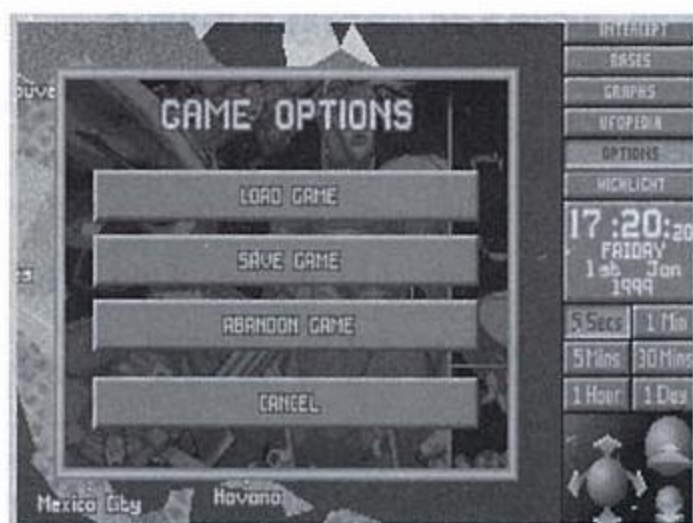 INTERCEPT
BASES
GRAPHS
UFOPEDIA
OPTIONS
HIGHLIGHT
GAME OPTIONS
LOAD GAME
SAVE GAME
ABANDON GAME
CANCEL
17:20:20
FRIDAY
1st Jan
1999
5 Secs 1 Min
5 Mins 30 Mins
1 Hour 1 Day
Mexico City Havana